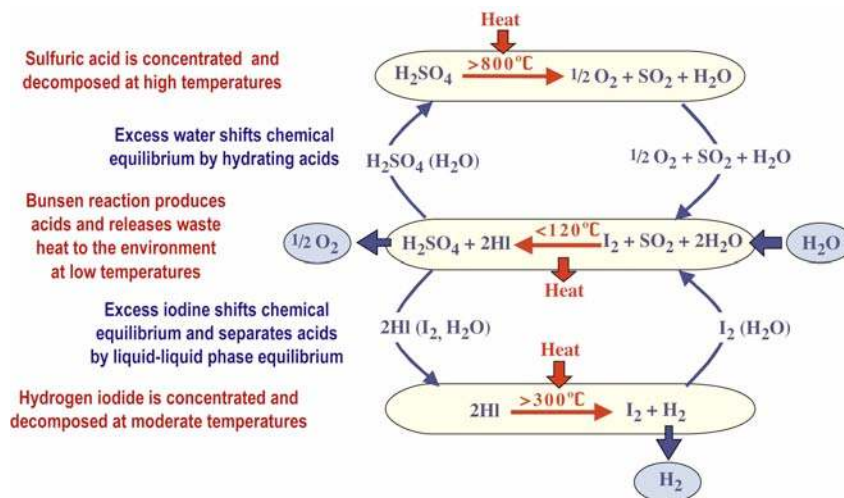 Heat
Sulfuric acid is concentrated and
decomposed at high temperatures
H₂SO₄ >800℃ 1/2 O₂ + SO₂ + H₂O
Excess water shifts chemical
equilibrium by hydrating acids
H₂SO₄ (H₂O)
1/2 O₂ + SO₂ + H₂O
Bunsen reaction produces
acids and releases waste
heat to the environment
at low temperatures
1/2 O₂
H₂SO₄ + 2HI <120℃ I₂ + SO₂ + 2H₂O
H₂O
Heat
Excess iodine shifts chemical
equilibrium and separates acids
by liquid-liquid phase equilibrium
2HI (I₂, H₂O)
I₂ (H₂O)
Heat
Hydrogen iodide is concentrated and
decomposed at moderate temperatures
2HI >300℃ I₂ + H₂
H₂